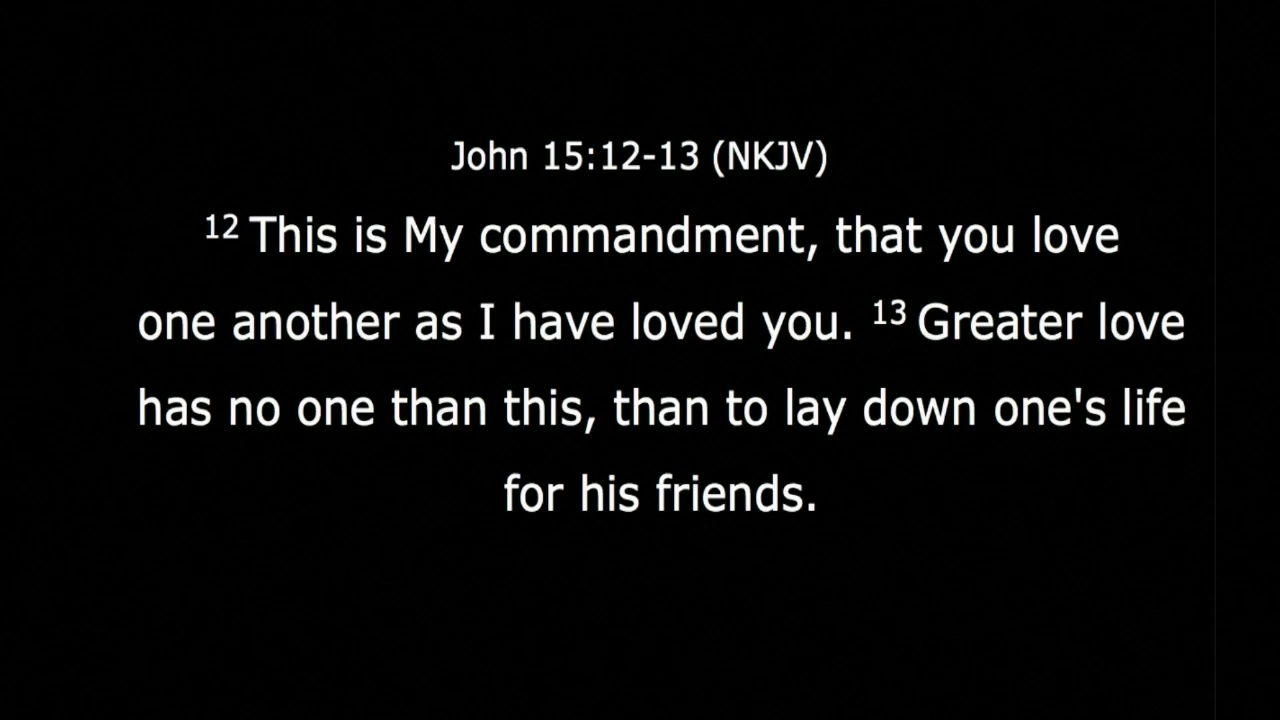 John 15:12-13 (NKJV)
12 This is My commandment, that you love
one another as I have loved you. 13 Greater love
has no one than this, than to lay down one's life
for his friends.